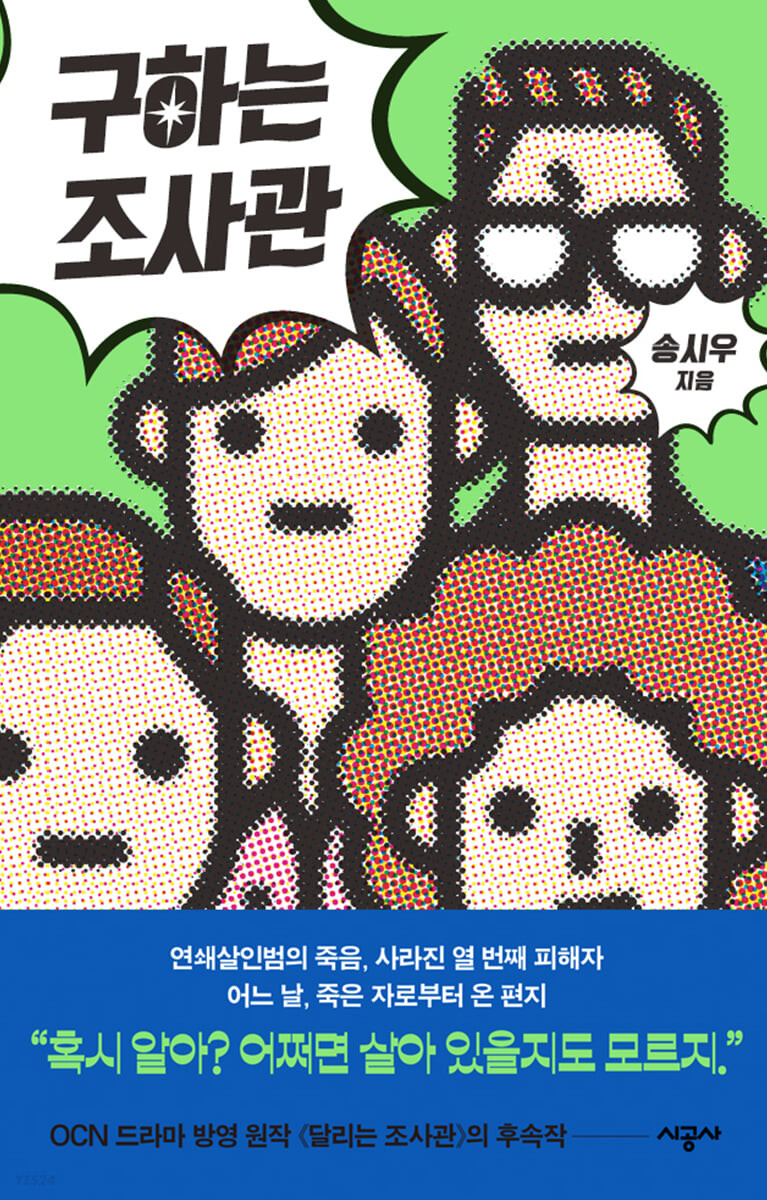 구하는
조사관
송시우
지음
연쇄살인범의 죽음, 사라진 열 번째 피해자
어느 날, 죽은 자로부터 온 편지
“혹시 알아? 어쩌면 살아 있을지도 모르지.”
OCN 드라마 방영 원작 《달리는 조사관》의 후속작 시공사
YES24